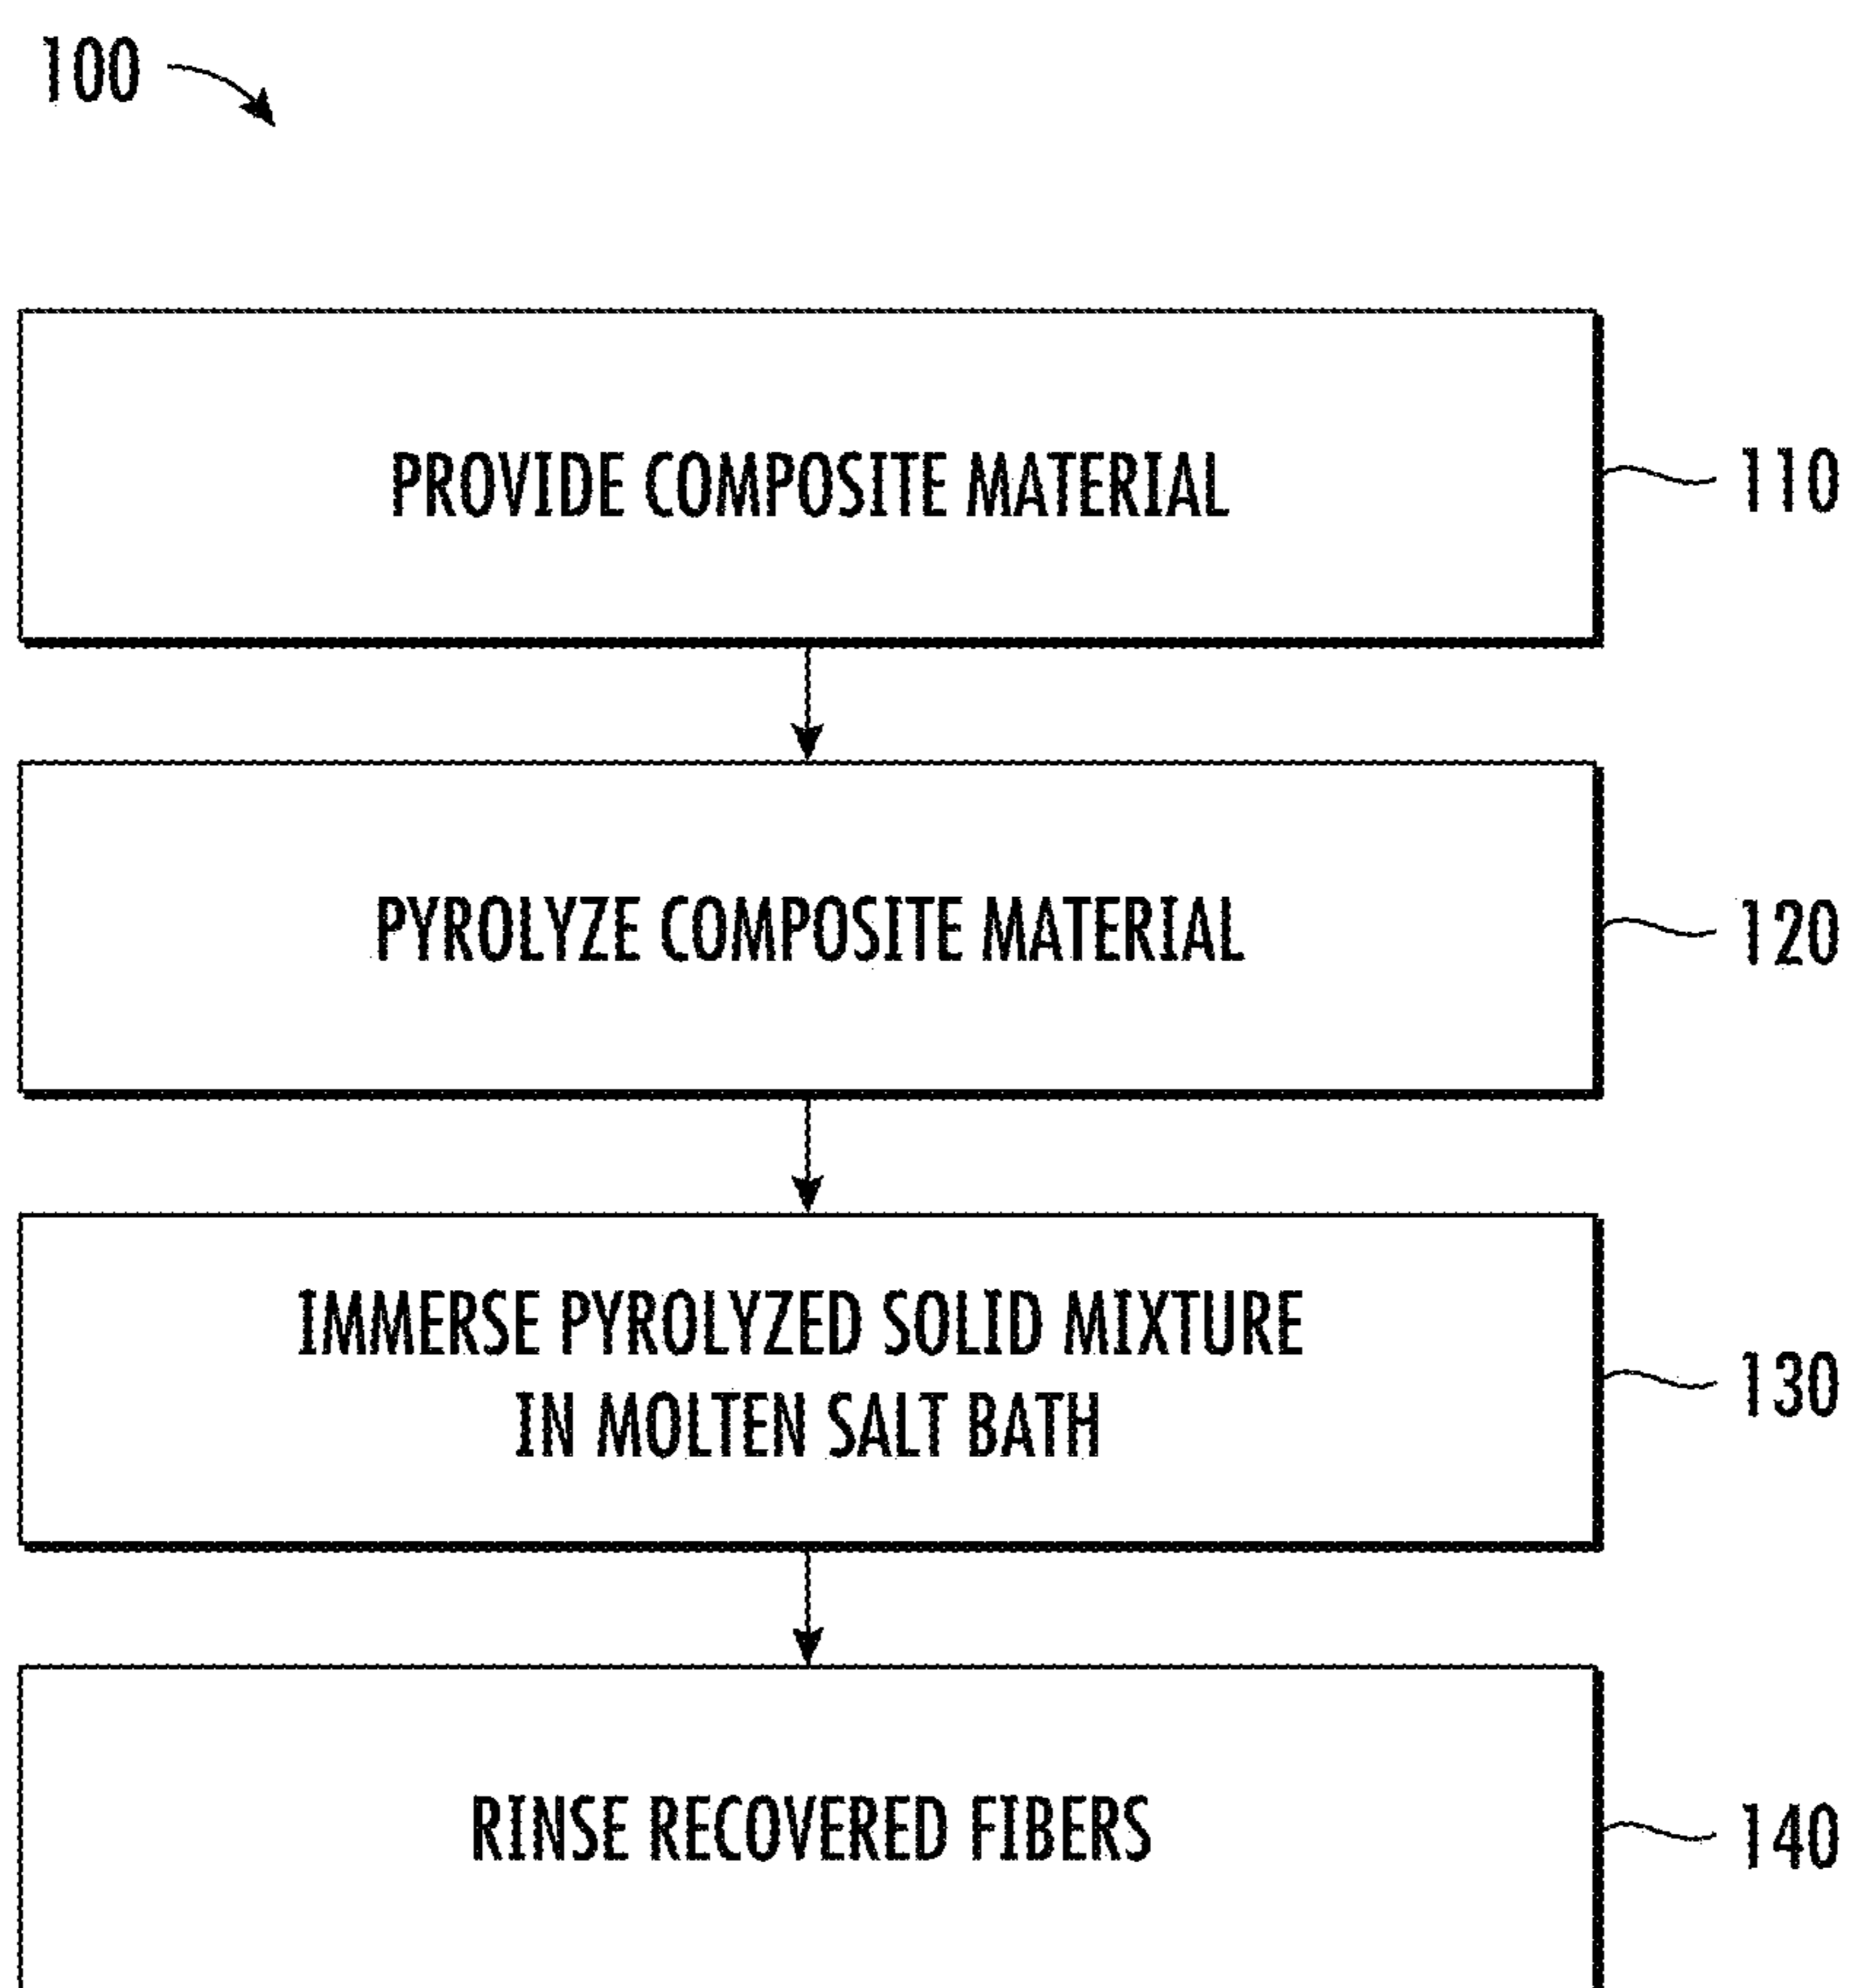 100
PROVIDE COMPOSITE MATERIAL
110
PYROLYZE COMPOSITE MATERIAL
120
IMMERSE PYROLYZED SOLID MIXTURE
IN MOLTEN SALT BATH
130
RINSE RECOVERED FIBERS
140